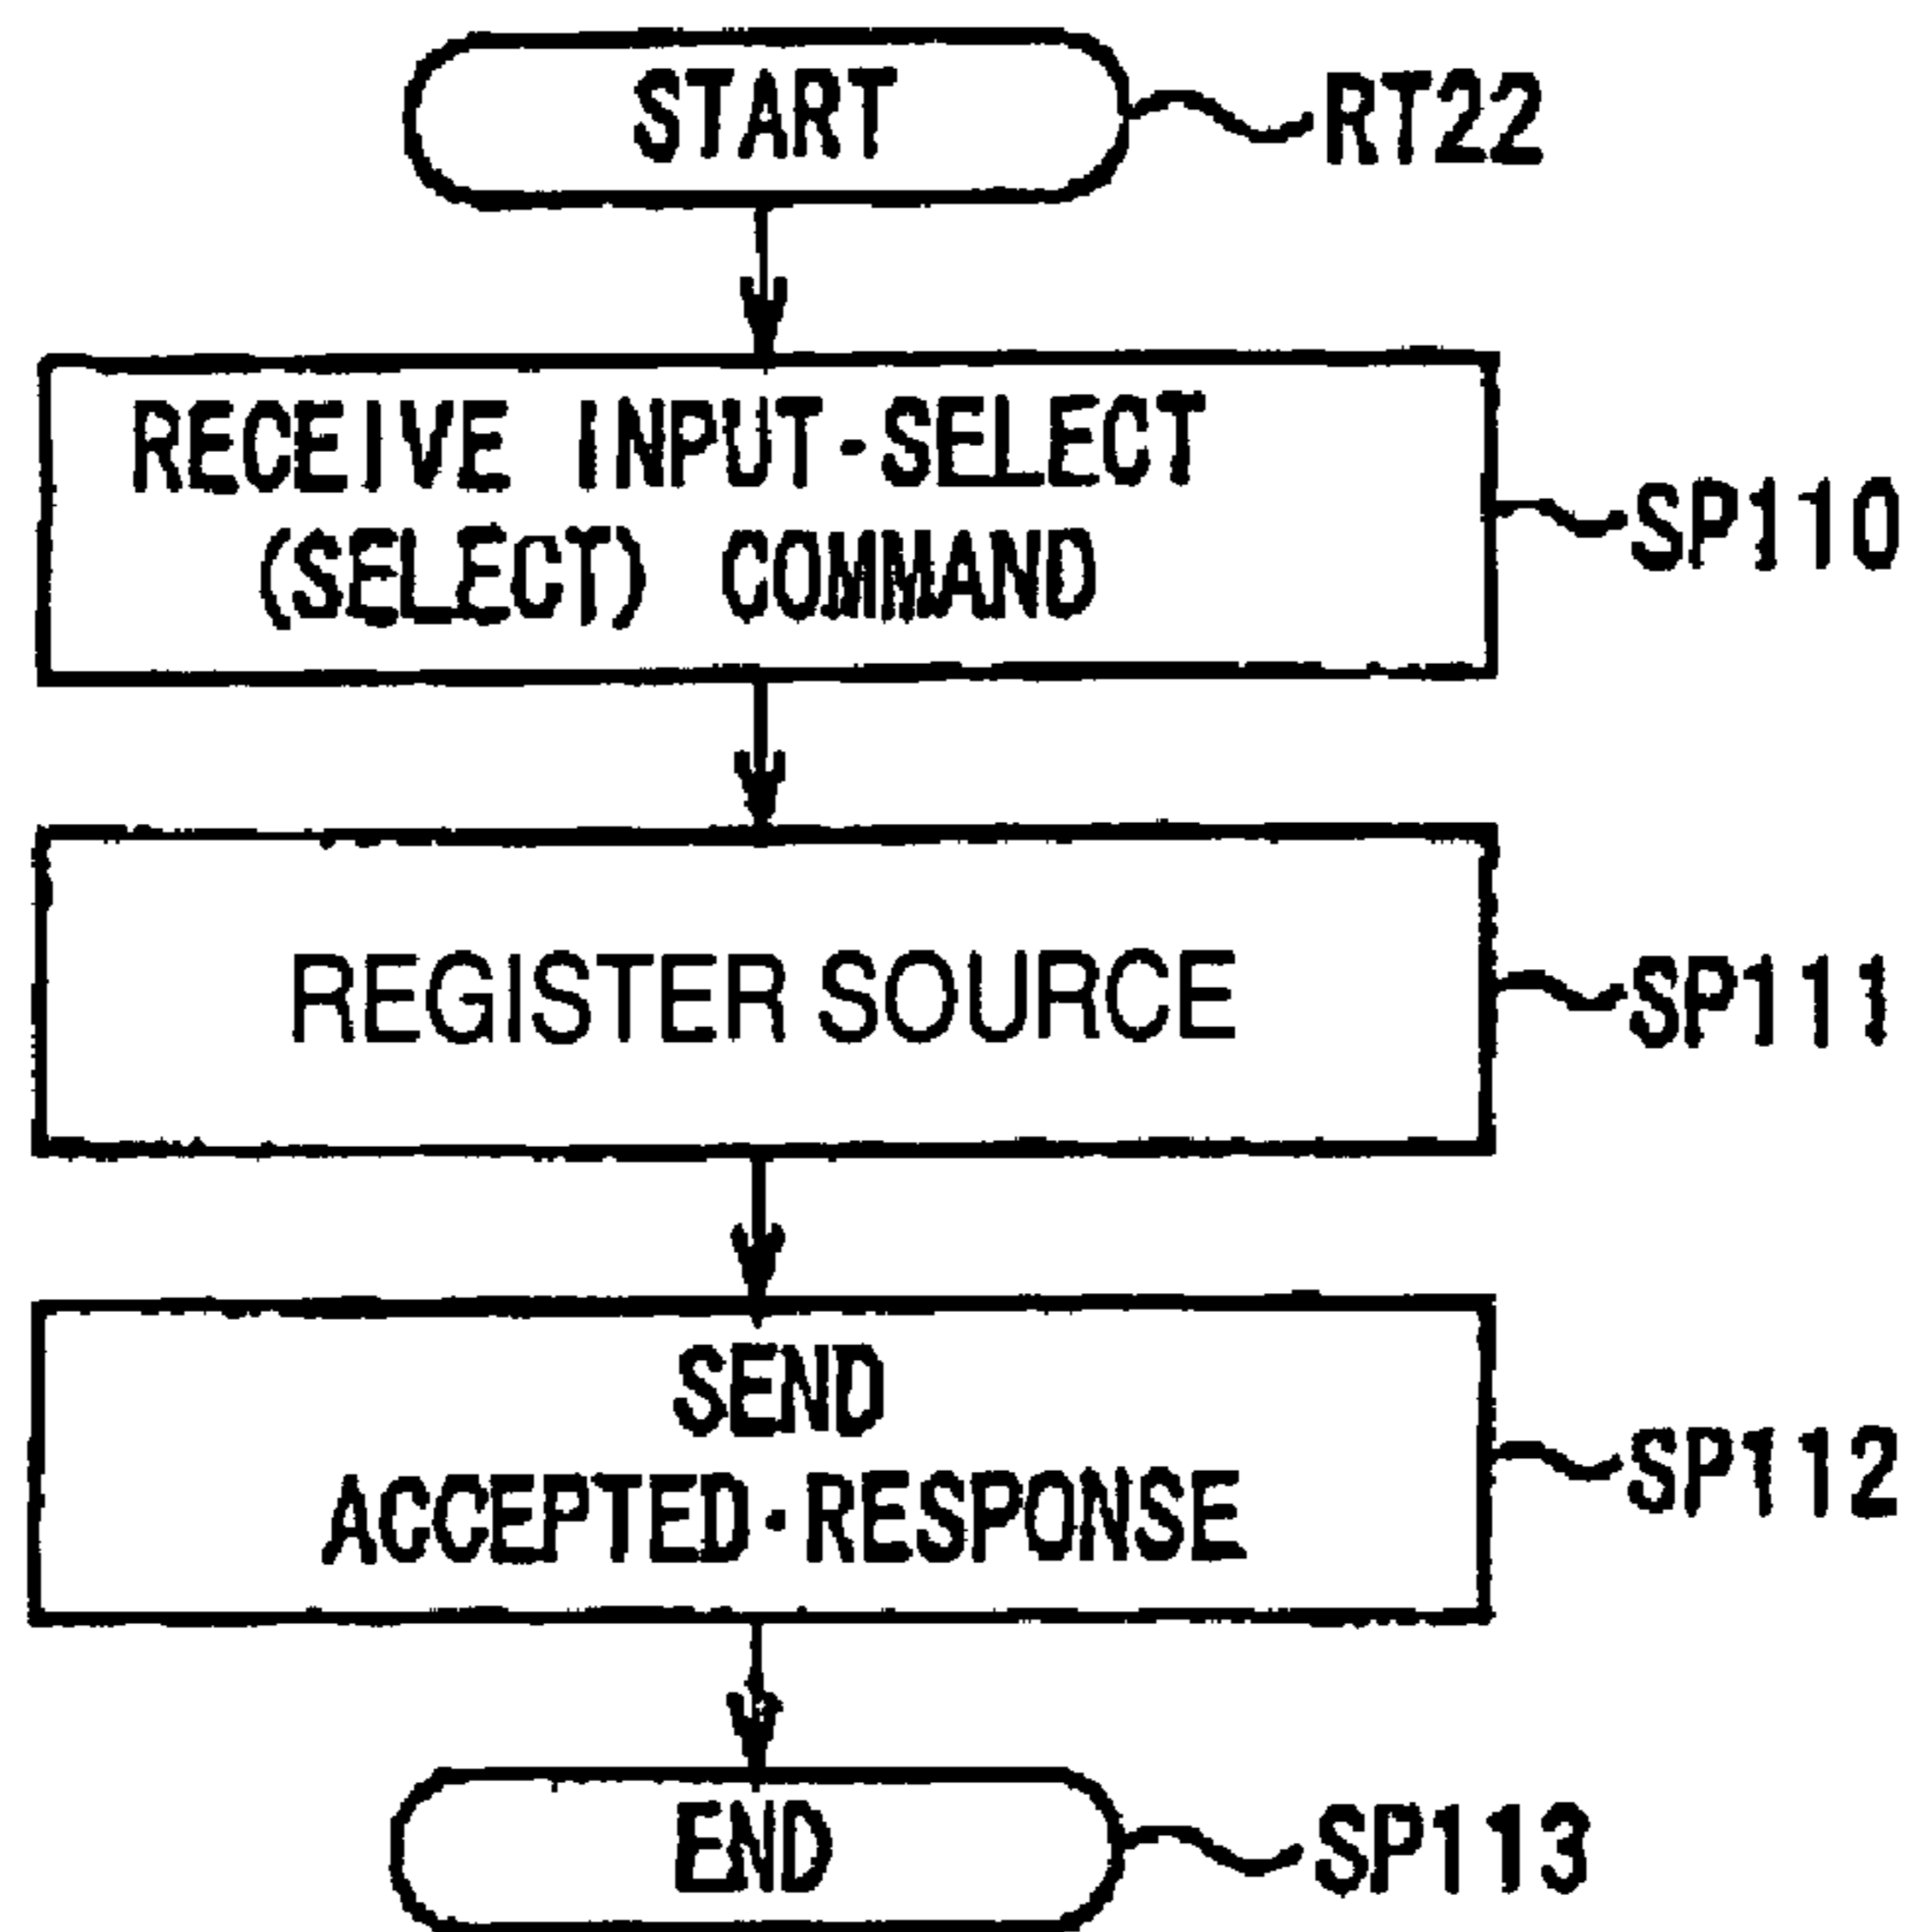 START RT22
RECEIVE INPUT·SELECT
(SELECT) COMMAND
SP110
REGISTER SOURCE SP111
SEND
ACCEPTED·RESPONSE
SP112
END SP113